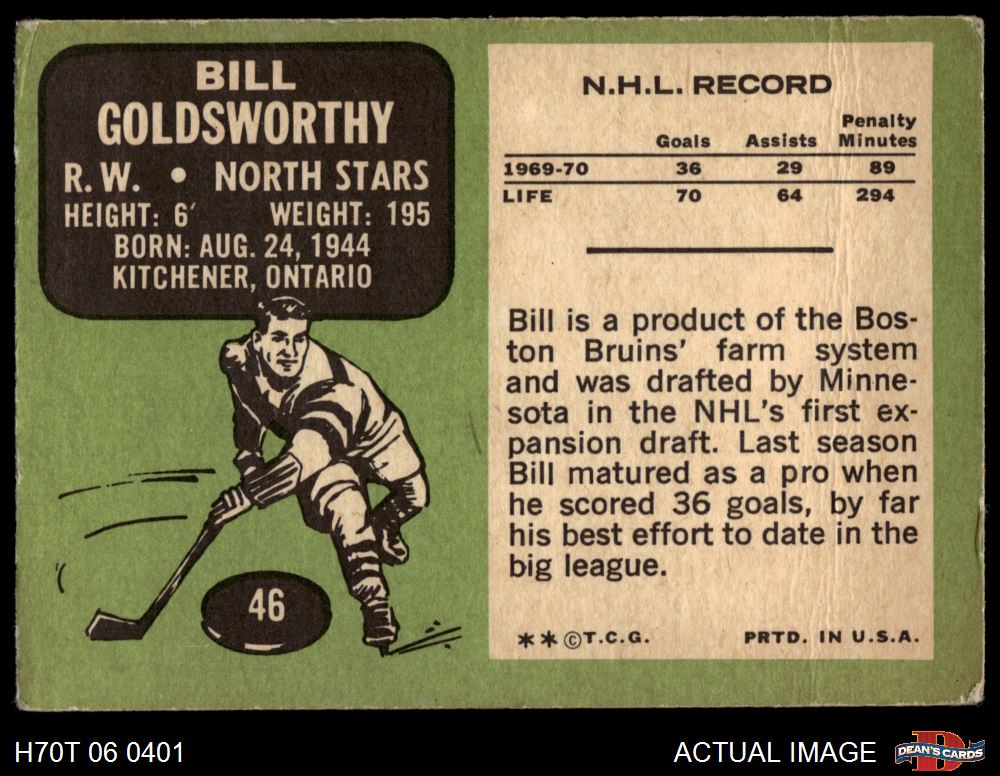 BILL
GOLDSWORTHY
R.W. • NORTH STARS
HEIGHT: 6′ WEIGHT: 195
BORN: AUG. 24, 1944
KITCHENER, ONTARIO
46
N.H.L. RECORD
Goals Assists Penalty Minutes
1969-70 36 29 89
LIFE 70 64 294
Bill is a product of the Bos-
ton Bruins' farm system
and was drafted by Minne-
sota in the NHL's first ex-
pansion draft. Last season
Bill matured as a pro when
he scored 36 goals, by far
his best effort to date in the
big league.
**©T.C.G. PRTD. IN U.S.A.
H70T 06 0401 ACTUAL IMAGE DEAN'S CARDS